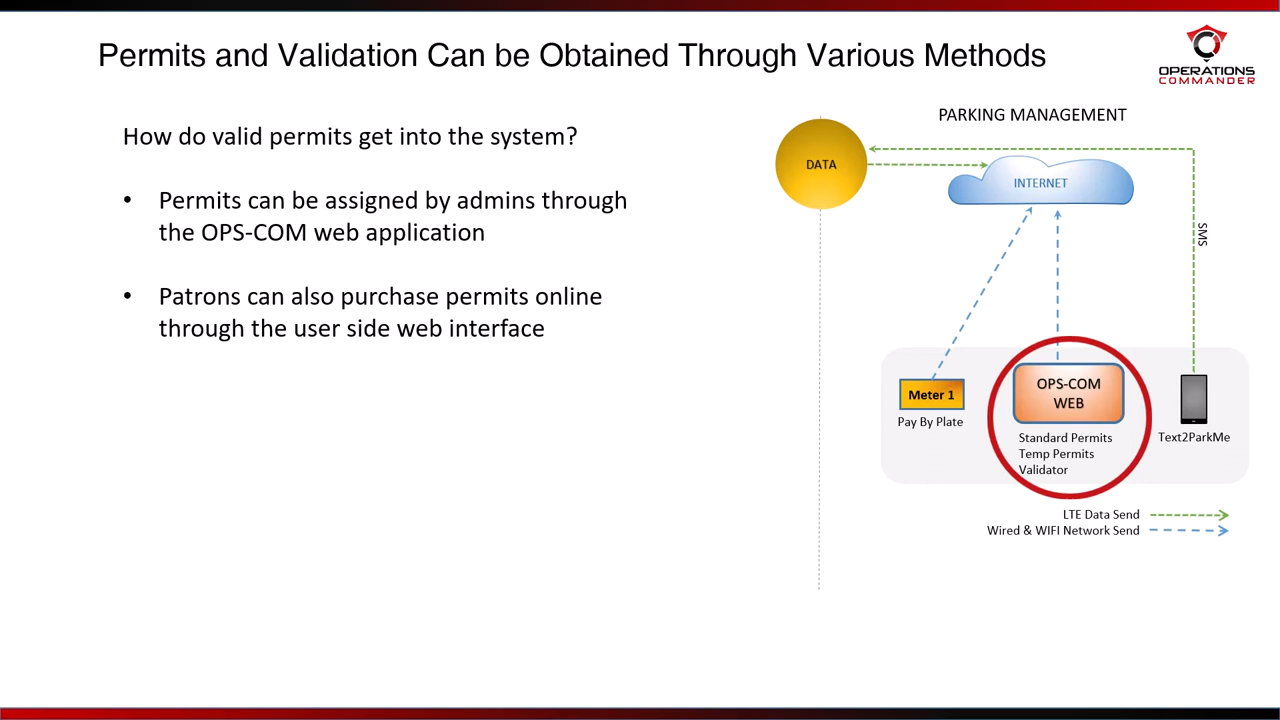 Permits and Validation Can be Obtained Through Various Methods
OPERATIONS
COMMANDER
How do valid permits get into the system?
• Permits can be assigned by admins through
the OPS-COM web application
• Patrons can also purchase permits online
through the user side web interface
PARKING MANAGEMENT
DATA
INTERNET
SMS
Meter 1
Pay By Plate
OPS-COM
WEB
Standard Permits
Temp Permits
Validator
Text2ParkMe
LTE Data Send
Wired & WIFI Network Send